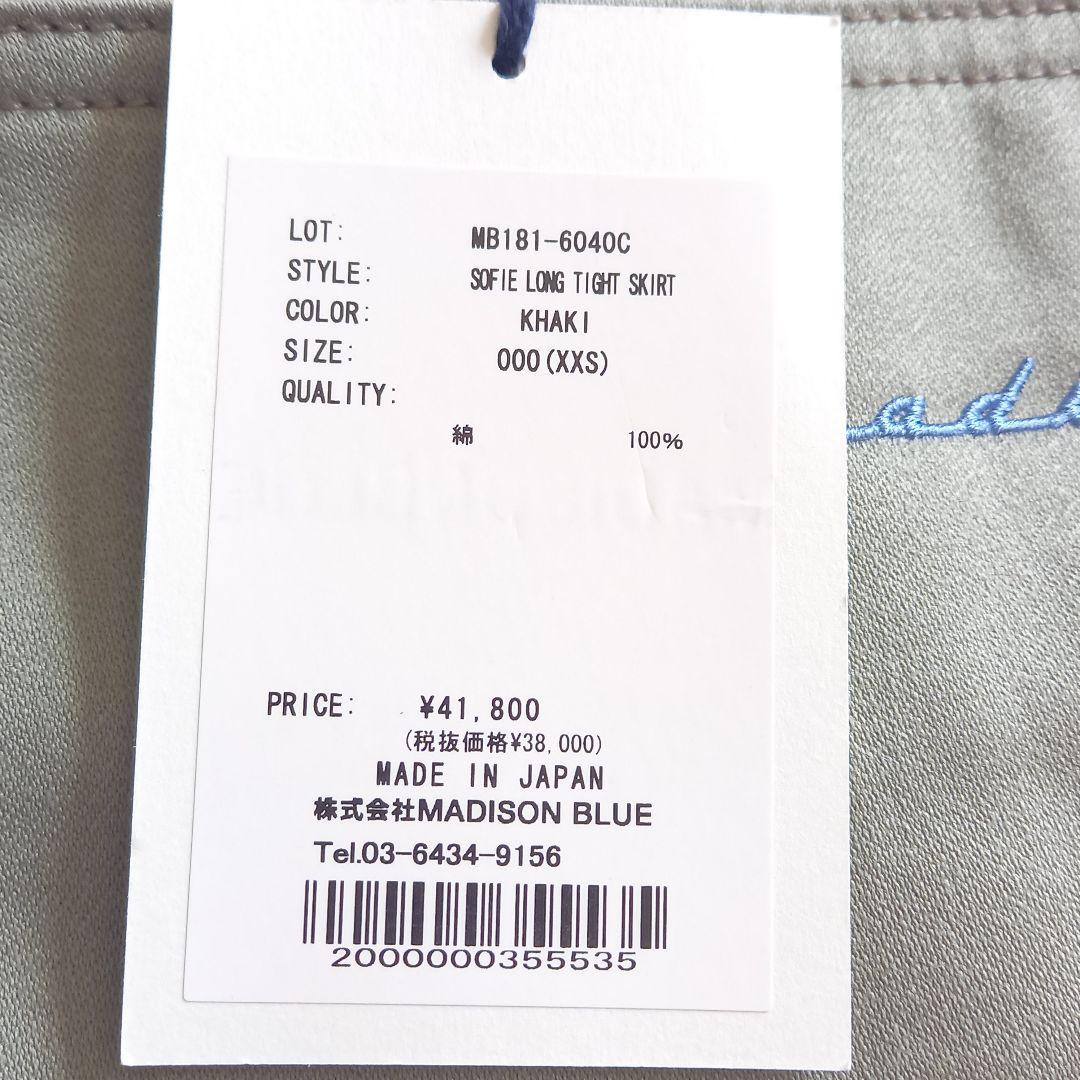 LOT: MB181-6040C
STYLE: SOFIE LONG TIGHT SKIRT
COLOR: KHAKI
SIZE: 000(XXS)
QUALITY:
綿 100%
PRICE: ¥41,800
(税抜価格¥38,000)
MADE IN JAPAN
株式会社MADISON BLUE
Tel.03-6434-9156
2000000355535